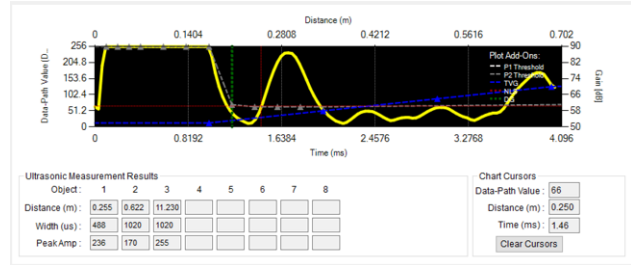 Distance (m)
0 0.1404 0.2808 0.4212 0.5616 0.702
256 204.8 153.6 102.4 51.2 0
Data-Path Value (D...
90 82 74 66 58 50
Gain [dB]
Plot Add-Ons:
P1 Threshold
P2 Threshold
TVG
NLS
0 0.8192 1.6384 2.4576 3.2768 4.096
Time (ms)
Ultrasonic Measurement Results
Object: 1 2 3 4 5 6 7 8
Distance (m): 0.255 0.622 11.230
Width (us): 488 1020 1020
Peak Amp: 236 170 255
Chart Cursors
Data-Path Value: 66
Distance (m): 0.250
Time (ms): 1.46
Clear Cursors